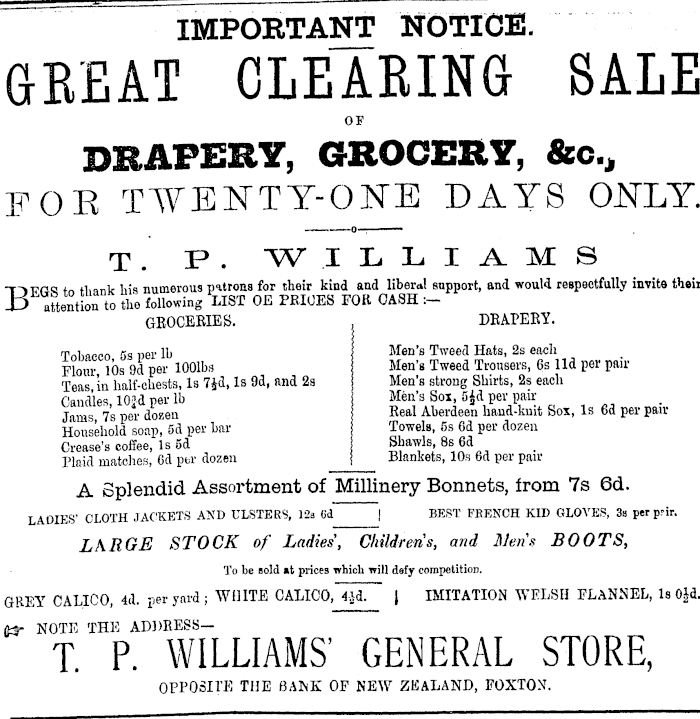 IMPORTANT NOTICE.
GREAT CLEARING SALE
OF
DRAPERY, GROCERY, &c.,
FOR TWENTY-ONE DAYS ONLY.
T. P. WILLIAMS
BEGS to thank his numerous patrons for their kind and liberal support, and would respectfully invite their
attention to the following LIST OE PRICES FOR CASH :—
GROCERIES.
Tobacco, 5s per lb
Flour, 10s 9d per 100lbs
Teas, in half-chests, 1s 7½d, 1s 9d, and 2s
Candles, 10¾d per lb
Jams, 7s per dozen
Household soap, 5d per bar
Crease's coffee, 1s 5d
Plaid matches, 6d per dozen
DRAPERY.
Men's Tweed Hats, 2s each
Men's Tweed Trousers, 6s 11d per pair
Men's strong Shirts, 2s each
Men's Sox, 5½d per pair
Real Aberdeen hand-knit Sox, 1s 6d per pair
Towels, 5s 6d per dozen
Shawls, 8s 6d
Blankets, 10s 6d per pair
A Splendid Assortment of Millinery Bonnets, from 7s 6d.
LADIES' CLOTH JACKETS AND ULSTERS, 12s 6d | BEST FRENCH KID GLOVES, 3s per pair.
LARGE STOCK of Ladies', Children's, and Men's BOOTS,
To be sold at prices which will defy competition.
GREY CALICO, 4d. per yard ; WHITE CALICO, 4½d. | IMITATION WELSH FLANNEL, 1s 0½d.
☞ NOTE THE ADDRESS—
T. P. WILLIAMS' GENERAL STORE,
OPPOSITE THE BANK OF NEW ZEALAND, FOXTON.